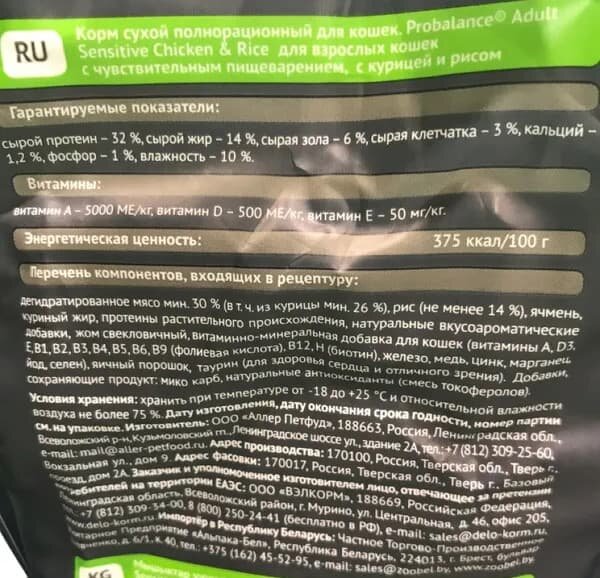 RU
Корм сухой полнорационный для кошек. Probalance® Adult
Sensitive Chicken & Rice для взрослых кошек
с чувствительным пищеварением, с курицей и рисом
Гарантируемые показатели:
сырой протеин – 32 %, сырой жир – 14 %, сырая зола – 6 %, сырая клетчатка – 3 %, кальций –
1,2 %, фосфор – 1 %, влажность – 10 %.
Витамины:
витамин А – 5000 МЕ/кг, витамин D – 500 МЕ/кг, витамин Е – 50 мг/кг.
Энергетическая ценность: 375 ккал/100 г
Перечень компонентов, входящих в рецептуру:
дегидратированное мясо мин. 30 % (в т. ч. из курицы мин. 26 %), рис (не менее 14 %), ячмень,
куриный жир, протеины растительного происхождения, натуральные вкусоароматические
добавки, жом свекловичный, витаминно-минеральная добавка для кошек (витамины А, D3,
Е, В1, В2, В3, В4, В5, В6, В9 (фолиевая кислота), В12, Н (биотин), железо, медь, цинк, марганец,
йод, селен), яичный порошок, таурин (для здоровья сердца и отличного зрения). Добавки,
сохраняющие продукт: мико карб, натуральные антиоксиданты (смесь токоферолов).
Условия хранения: хранить при температуре от -18 до +25 °С и относительной влажности
воздуха не более 75 %. Дату изготовления, дату окончания срока годности, номер партии
см. на упаковке. Изготовитель: ООО «Аллер Петфуд», 188663, Россия, Ленинградская обл.,
Всеволожский р-н, Кузьмоловский гп., Ленинградское шоссе ул., здание 2А, тел.: +7 (812) 309-25-60,
e-mail: mail@aller-petfood.ru. Адрес производства: 170100, Россия, Тверская обл., Тверь г.,
Вокзальная ул., дом 9. Адрес фасовки: 170017, Россия, Тверская обл., Тверь г., Базовый
проезд, дом 2А. Заказчик и уполномоченное изготовителем лицо, отвечающее за претензии
потребителей на территории ЕАЭС: ООО «ВЭЛКОРМ», 188669, Российская Федерация,
Ленинградская область, Всеволожский район, г. Мурино, ул. Центральная, д. 46, офис 205,
+7 (812) 309-34-00, 8 (800) 250-24-41 (бесплатно в РФ), e-mail: sales@delo-korm.ru,
www.delo-korm.ru. Импортёр в Республику Беларусь: Частное Торгово-Производственное
Унитарное Предприятие «Альпака-Бел», Республика Беларусь, 224013, г. Брест, бульвар
д. 6/1, к. 40, тел.: +375 (162) 45-52-95, e-mail: sales@zoobel.by, www.zoobel.by.
KG